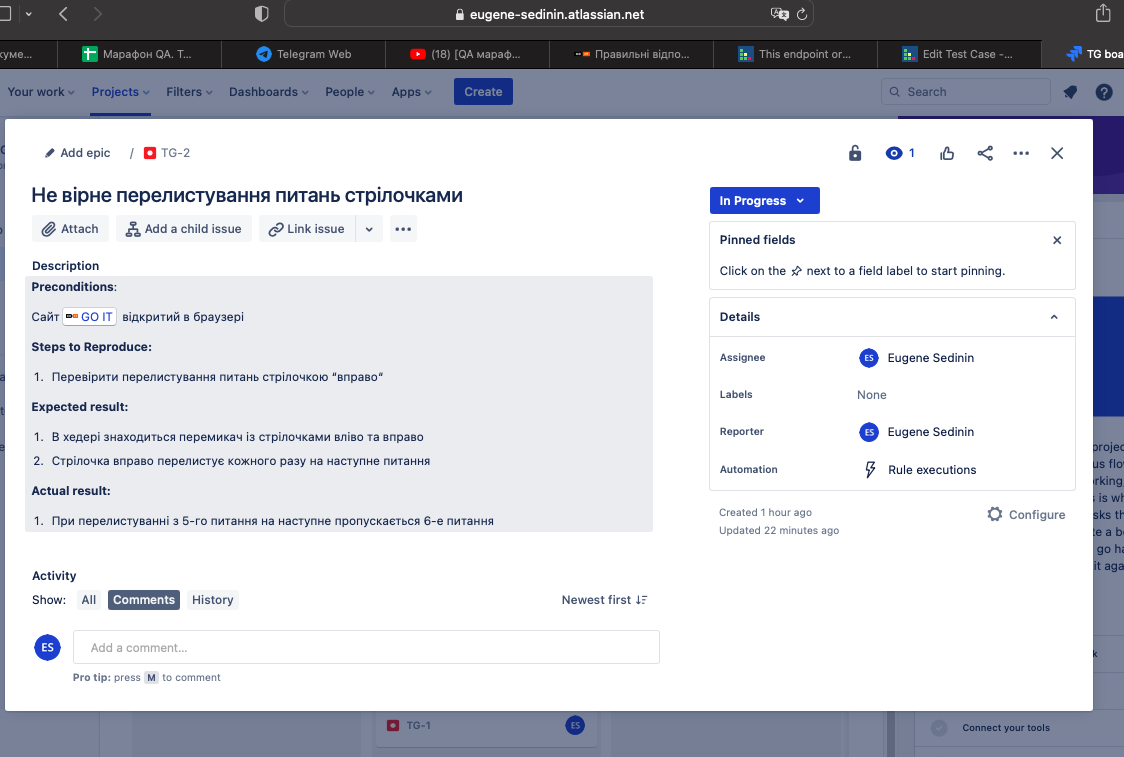 eugene-sedinin.atlassian.net
Марафон QA. Т...
Telegram Web
(18) [QA мараф...
Правильні відпо...
This endpoint or...
Edit Test Case -...
TG boa
Your work Projects Filters Dashboards People Apps Create Search
Add epic / TG-2 1
Не вірне перелистування питань стрілочками
In Progress
Attach Add a child issue Link issue
Pinned fields
Click on the next to a field label to start pinning.
Description
Preconditions:
Сайт GO IT відкритий в браузері
Steps to Reproduce:
1. Перевірити перелистування питань стрілочкою “вправо“
Expected result:
1. В хедері знаходиться перемикач із стрілочками вліво та вправо
2. Стрілочка вправо перелистує кожного разу на наступне питання
Actual result:
1. При перелистуванні з 5-го питання на наступне пропускається 6-е питання
Details
Assignee ES Eugene Sedinin
Labels None
Reporter ES Eugene Sedinin
Automation Rule executions
Created 1 hour ago
Updated 22 minutes ago
Configure
Activity
Show: All Comments History Newest first
ES Add a comment...
Pro tip: press M to comment
TG-1 ES
Connect your tools